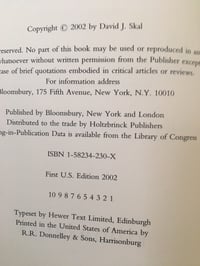 Copyright © 2002 by David J. Skal
eserved. No part of this book may be used or reproduced in an
whatsoever without written permission from the Publisher except
ase of brief quotations embodied in critical articles or reviews.
For information address
Bloomsbury, 175 Fifth Avenue, New York, N.Y. 10010
Published by Bloomsbury, New York and London
Distributed to the trade by Holtzbrinck Publishers
ng-in-Publication Data is available from the Library of Congress
ISBN 1-58234-230-X
First U.S. Edition 2002
10 9 8 7 6 5 4 3 2 1
Typeset by Hewer Text Limited, Edinburgh
Printed in the United States of America by
R.R. Donnelley & Sons, Harrisonburg